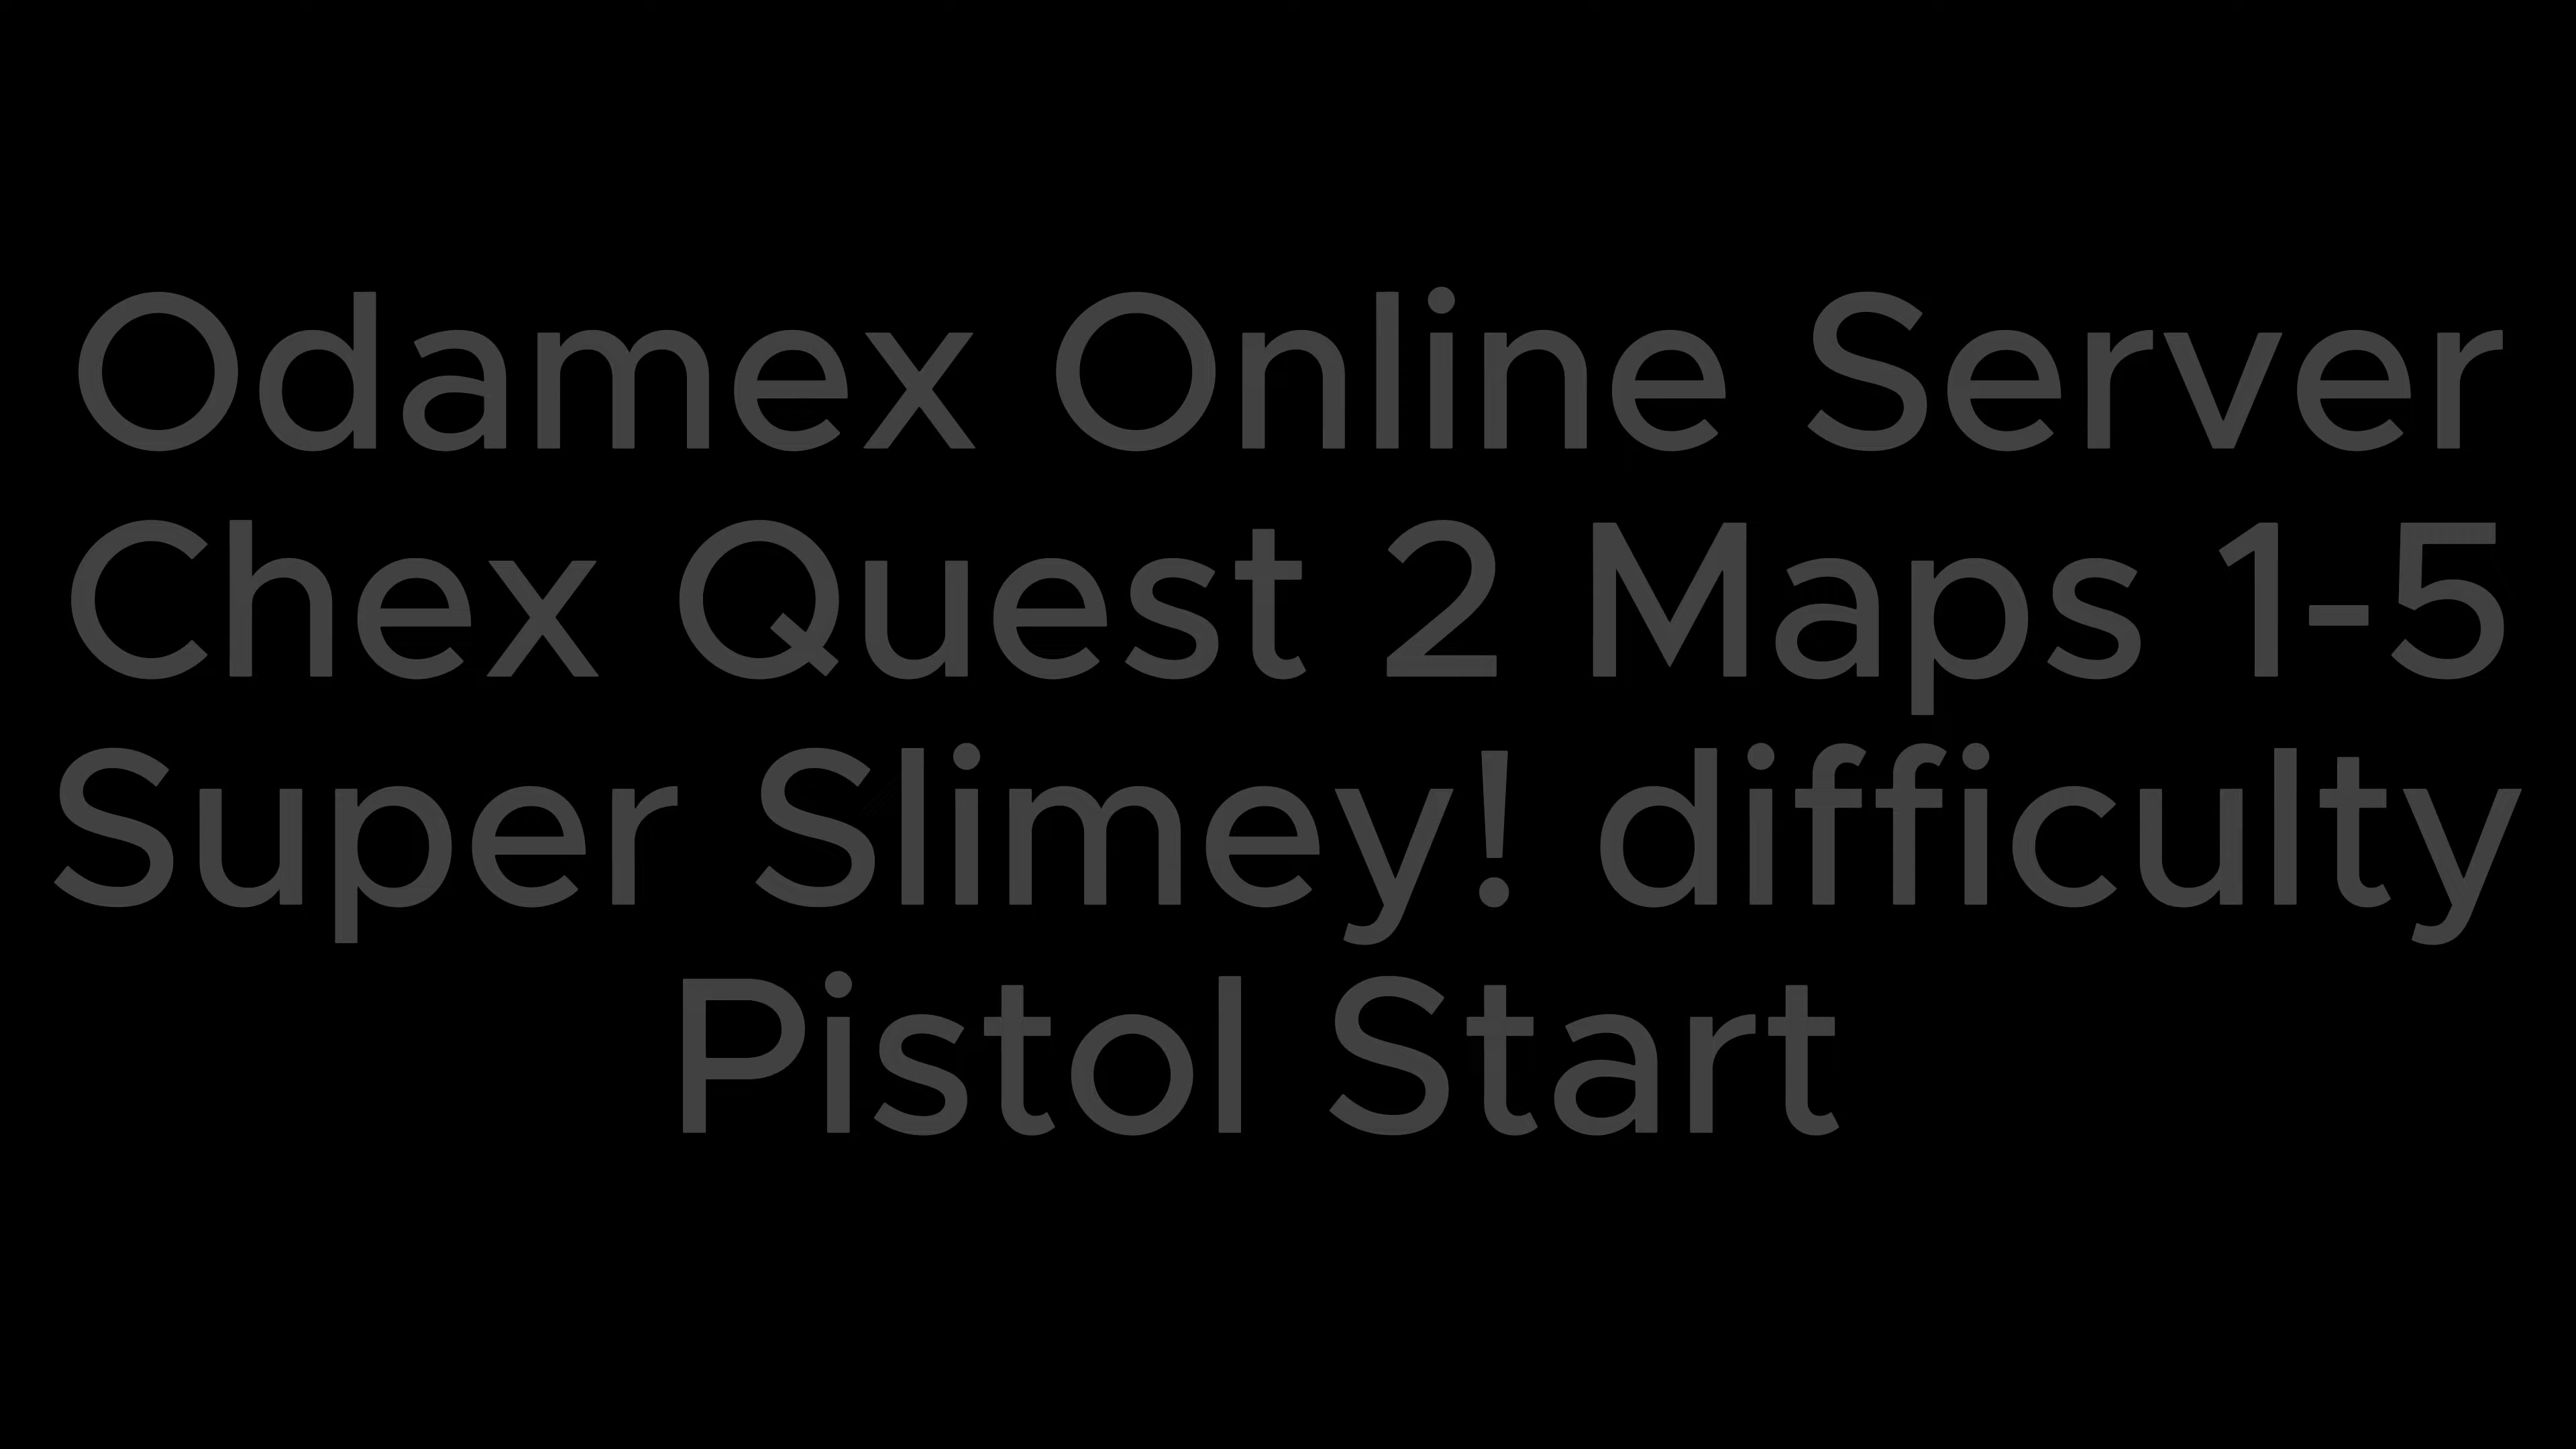 Odamex Online Server
Chex Quest 2 Maps 1-5
Super Slimey! difficulty
Pistol Start